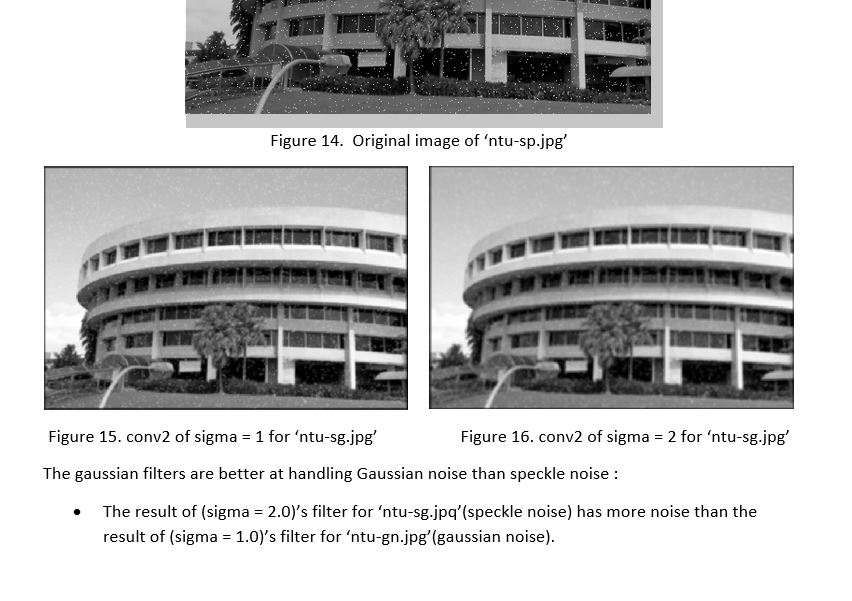 Figure 14.  Original image of ‘ntu-sp.jpg’
Figure 15. conv2 of sigma = 1 for ‘ntu-sg.jpg’
Figure 16. conv2 of sigma = 2 for ‘ntu-sg.jpg’
The gaussian filters are better at handling Gaussian noise than speckle noise :
• The result of (sigma = 2.0)’s filter for ‘ntu-sg.jpq’(speckle noise) has more noise than the
result of (sigma = 1.0)’s filter for ‘ntu-gn.jpg’(gaussian noise).